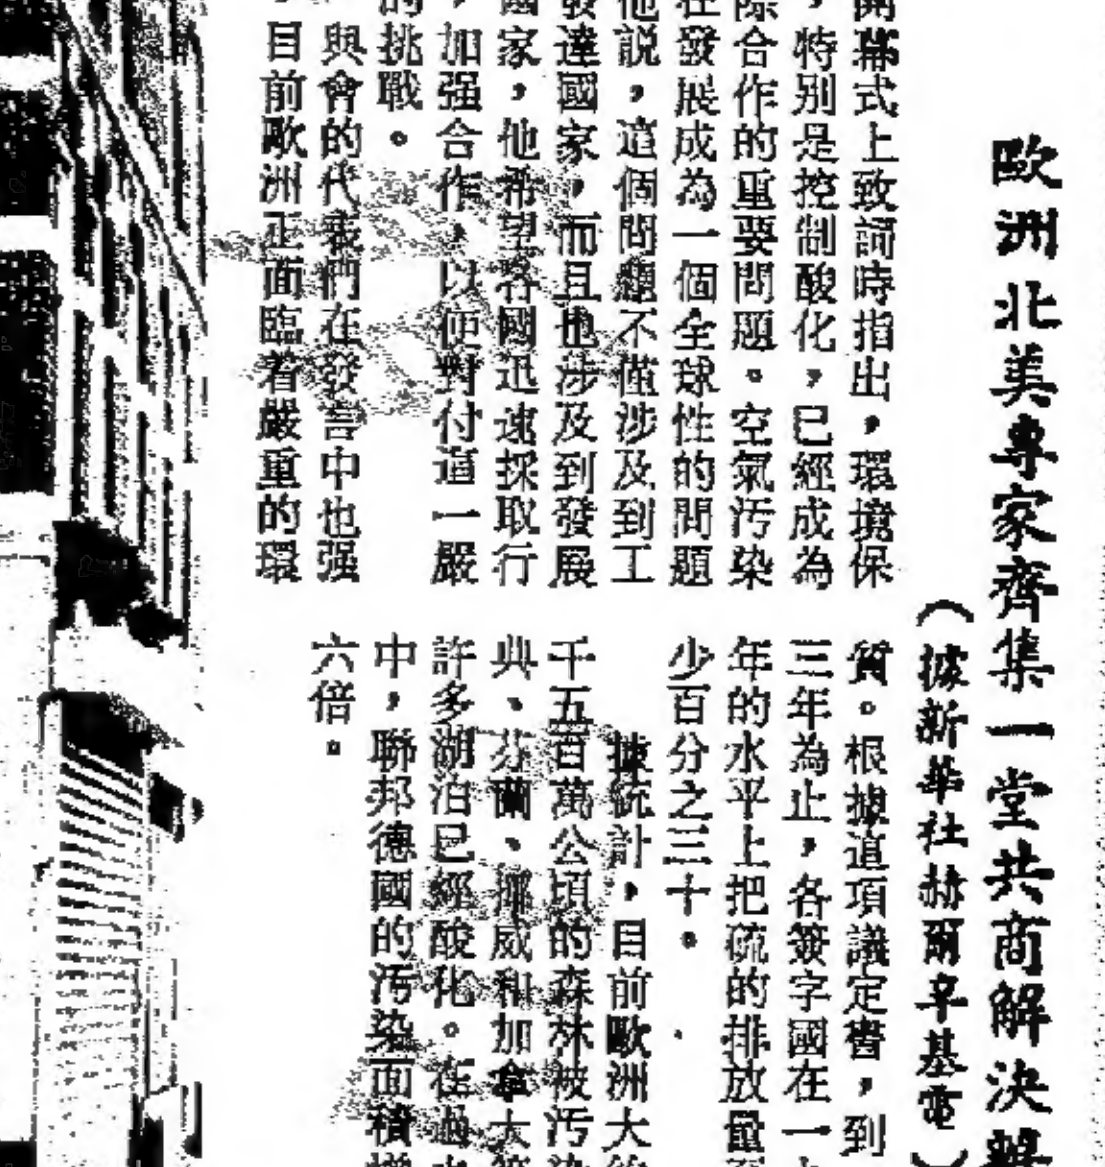 歐洲北美專家齊集一堂共商解決
（據新華社赫爾辛基電）
開幕式上致詞時指出，環境保
，特别是控制酸化，已經成為
際合作的重要問題。空氣污染
在發展成為一個全球性的問題
他説，這個問題不僅涉及到工
發達國家，而且也涉及到發展
國家，他希望各國迅速採取行
，加强合作，以便對付這一嚴
的挑戰。
與會的代表們在發言中也强
目前歐洲正面臨着嚴重的環
質。根據這項議定書，到
三年為止，各簽字國在一
年的水平上把硫的排放量
少百分之三十。
據統計，目前歐洲大
千五百萬公頃的森林被污
典、芬蘭、挪威和加拿大
許多湖泊已經酸化。在過
中，聯邦德國的污染面積增
六倍。